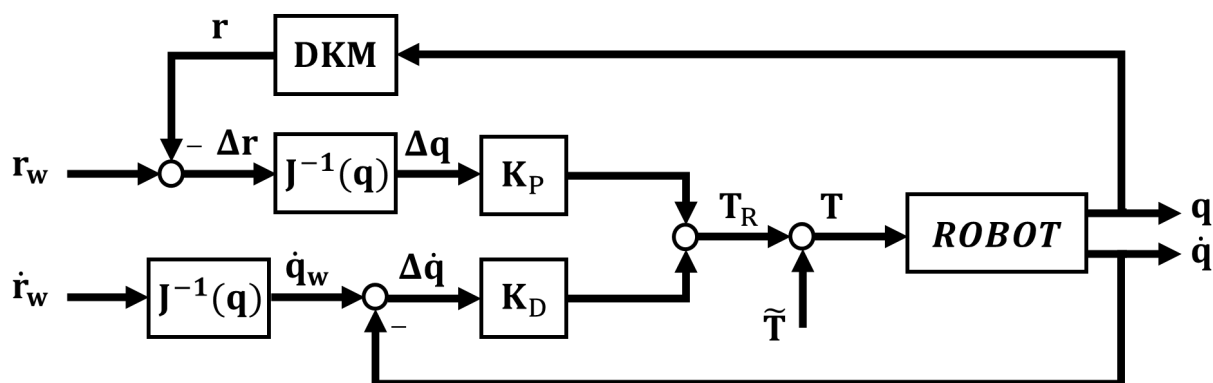 r
DKM
−
Δr
Δq
r_w
J⁻¹(q)
K_P
T_R
T
ROBOT
q
q̇
q̇_w
Δq̇
ṙ_w
J⁻¹(q)
K_D
−
T̃